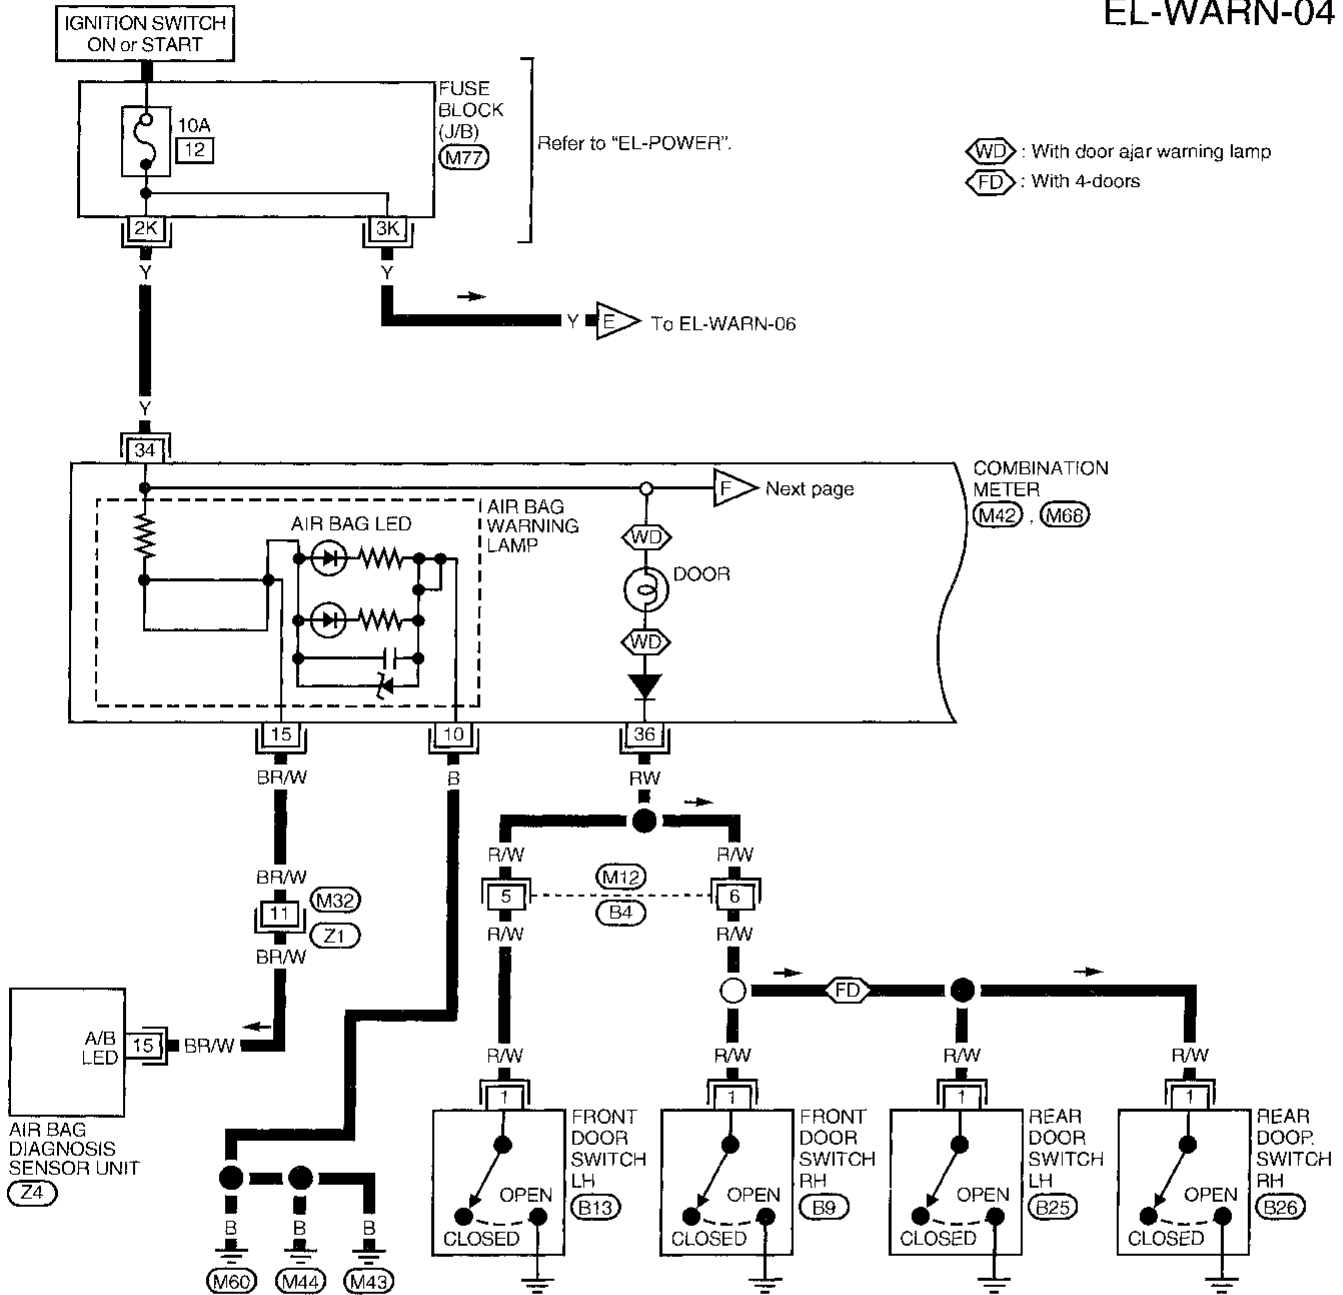 EL-WARN-04
IGNITION SWITCH
ON or START
FUSE
BLOCK
(J/B)
M77
10A
12
Refer to "EL-POWER".
WD : With door ajar warning lamp
FD : With 4-doors
2K
3K
Y
Y
Y
E
To EL-WARN-06
Y
34
COMBINATION
METER
M42 , M68
F
Next page
AIR BAG
WARNING
LAMP
AIR BAG LED
WD
DOOR
WD
15
10
36
BR/W
B
RW
R/W
R/W
BR/W
M32
11
Z1
BR/W
5
M12
B4
6
R/W
R/W
FD
A/B
LED
15
BR/W
R/W
R/W
R/W
R/W
1
1
1
1
AIR BAG
DIAGNOSIS
SENSOR UNIT
Z4
FRONT
DOOR
SWITCH
LH
B13
FRONT
DOOR
SWITCH
RH
B9
REAR
DOOR
SWITCH
LH
B25
REAR
DOOR
SWITCH
RH
B26
OPEN
CLOSED
OPEN
CLOSED
OPEN
CLOSED
OPEN
CLOSED
B
B
B
M60
M44
M43